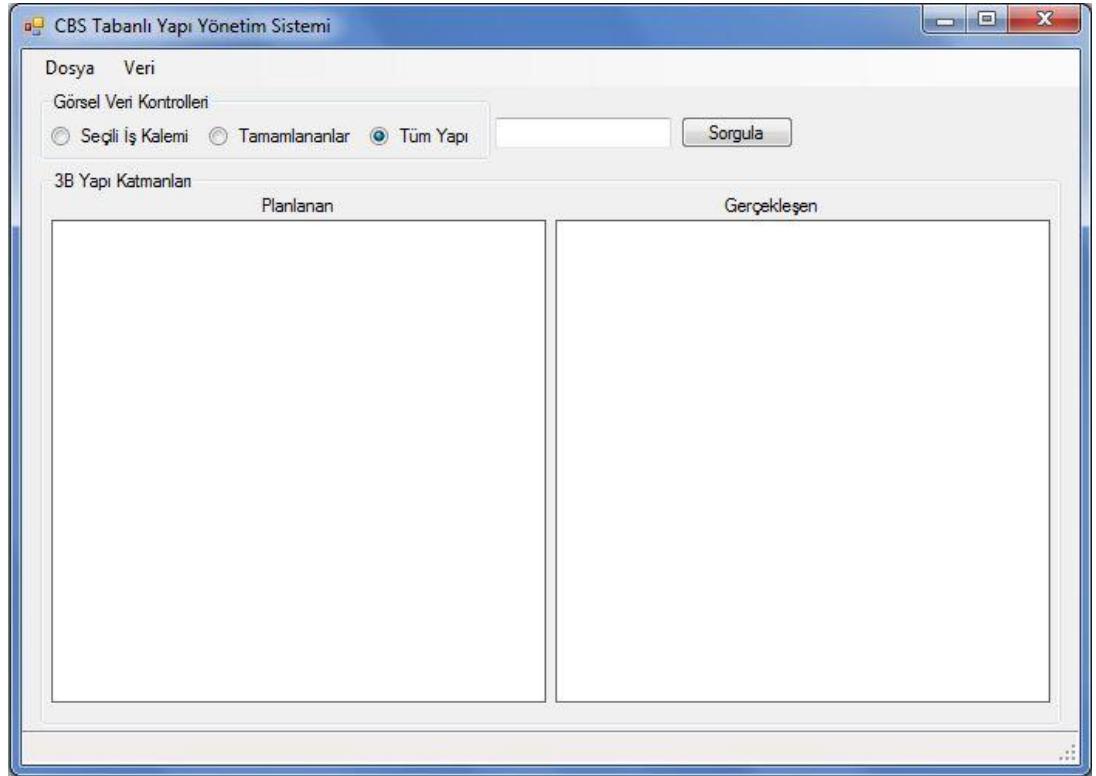 CBS Tabanlı Yapı Yönetim Sistemi
Dosya Veri
Görsel Veri Kontrolleri
Seçili İş Kalemi Tamamlananlar Tüm Yapı Sorgula
3B Yapı Katmanları
Planlanan Gerçekleşen